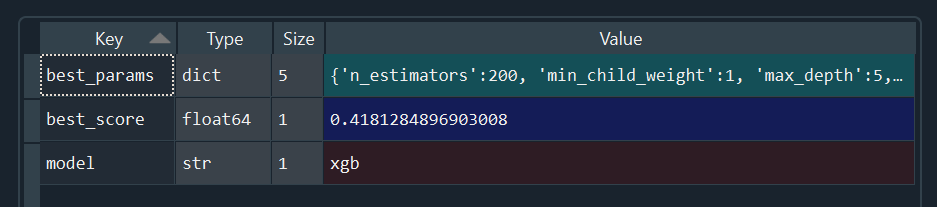 Key Type Size Value
best_params dict 5 {'n_estimators':200, 'min_child_weight':1, 'max_depth':5,…
best_score float64 1 0.4181284896903008
model str 1 xgb